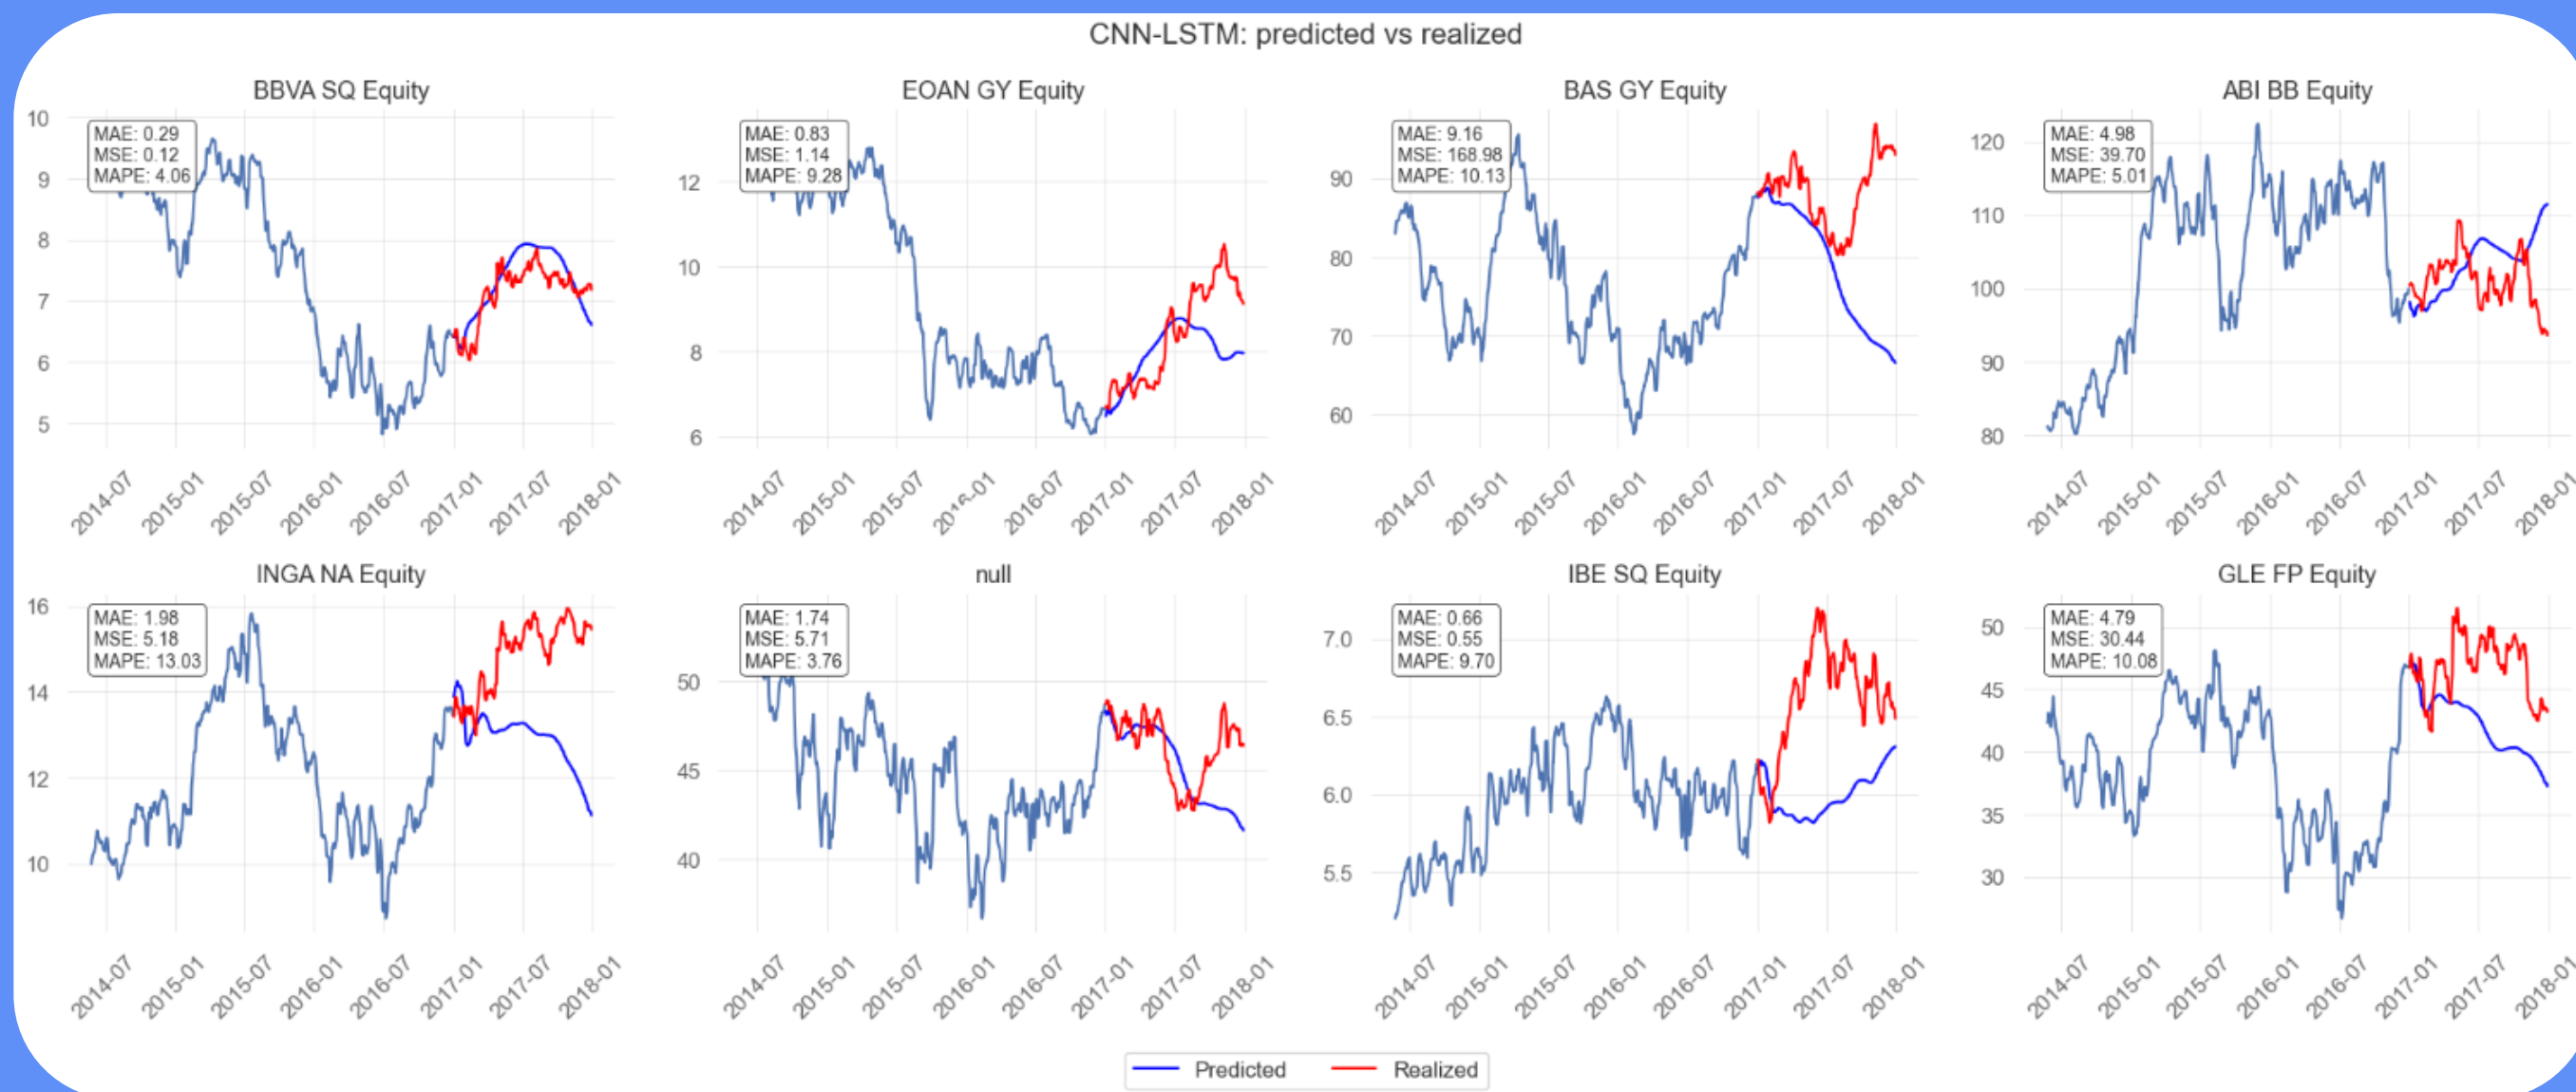 CNN-LSTM: predicted vs realized
BBVA SQ Equity
MAE: 0.29
MSE: 0.12
MAPE: 4.06
10
9
8
7
6
5
2014-07 2015-01 2015-07 2016-01 2016-07 2017-01 2017-07 2018-01
EOAN GY Equity
MAE: 0.83
MSE: 1.14
MAPE: 9.28
12
10
8
6
2014-07 2015-01 2015-07 2016-01 2016-07 2017-01 2017-07 2018-01
BAS GY Equity
MAE: 9.16
MSE: 168.98
MAPE: 10.13
90
80
70
60
2014-07 2015-01 2015-07 2016-01 2016-07 2017-01 2017-07 2018-01
ABI BB Equity
MAE: 4.98
MSE: 39.70
MAPE: 5.01
120
110
100
90
80
2014-07 2015-01 2015-07 2016-01 2016-07 2017-01 2017-07 2018-01
INGA NA Equity
MAE: 1.98
MSE: 5.18
MAPE: 13.03
16
14
12
10
2014-07 2015-01 2015-07 2016-01 2016-07 2017-01 2017-07 2018-01
null
MAE: 1.74
MSE: 5.71
MAPE: 3.76
50
45
40
2014-07 2015-01 2015-07 2016-01 2016-07 2017-01 2017-07 2018-01
IBE SQ Equity
MAE: 0.66
MSE: 0.55
MAPE: 9.70
7.0
6.5
6.0
5.5
2014-07 2015-01 2015-07 2016-01 2016-07 2017-01 2017-07 2018-01
GLE FP Equity
MAE: 4.79
MSE: 30.44
MAPE: 10.08
50
45
40
35
30
2014-07 2015-01 2015-07 2016-01 2016-07 2017-01 2017-07 2018-01
Predicted Realized